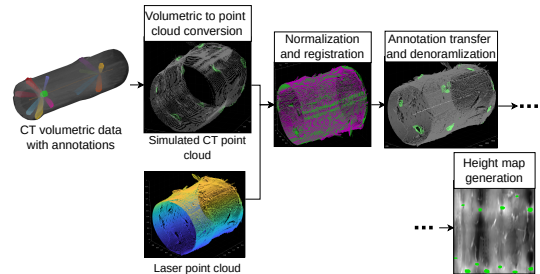 Volumetric to point
cloud conversion
CT volumetric data
with annotations
Simulated CT point
cloud
Laser point cloud
Normalization
and registration
Annotation transfer
and denoramlization
Height map
generation